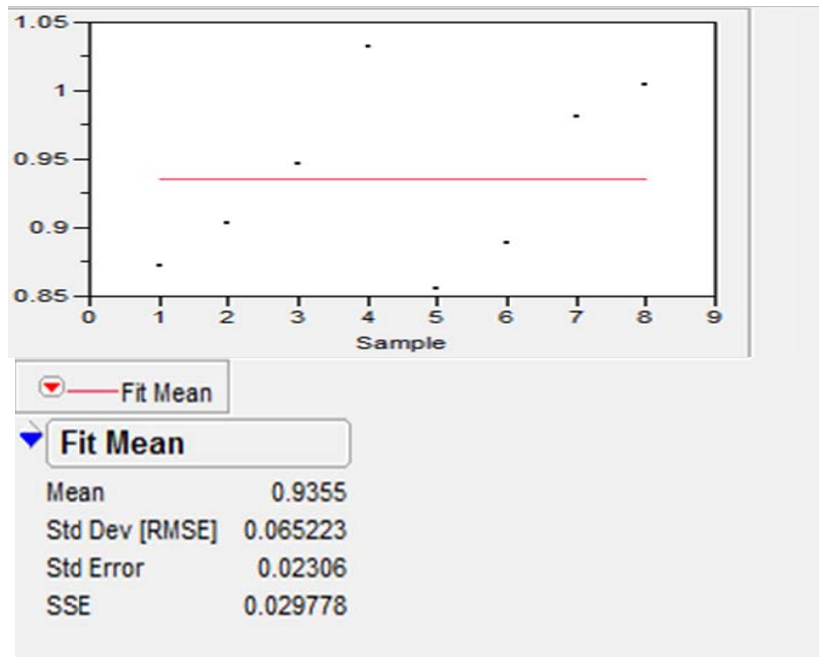 1.05
1
0.95
0.9
0.85
0 1 2 3 4 5 6 7 8 9
Sample
Fit Mean
Fit Mean
Mean 0.9355
Std Dev [RMSE] 0.065223
Std Error 0.02306
SSE 0.029778